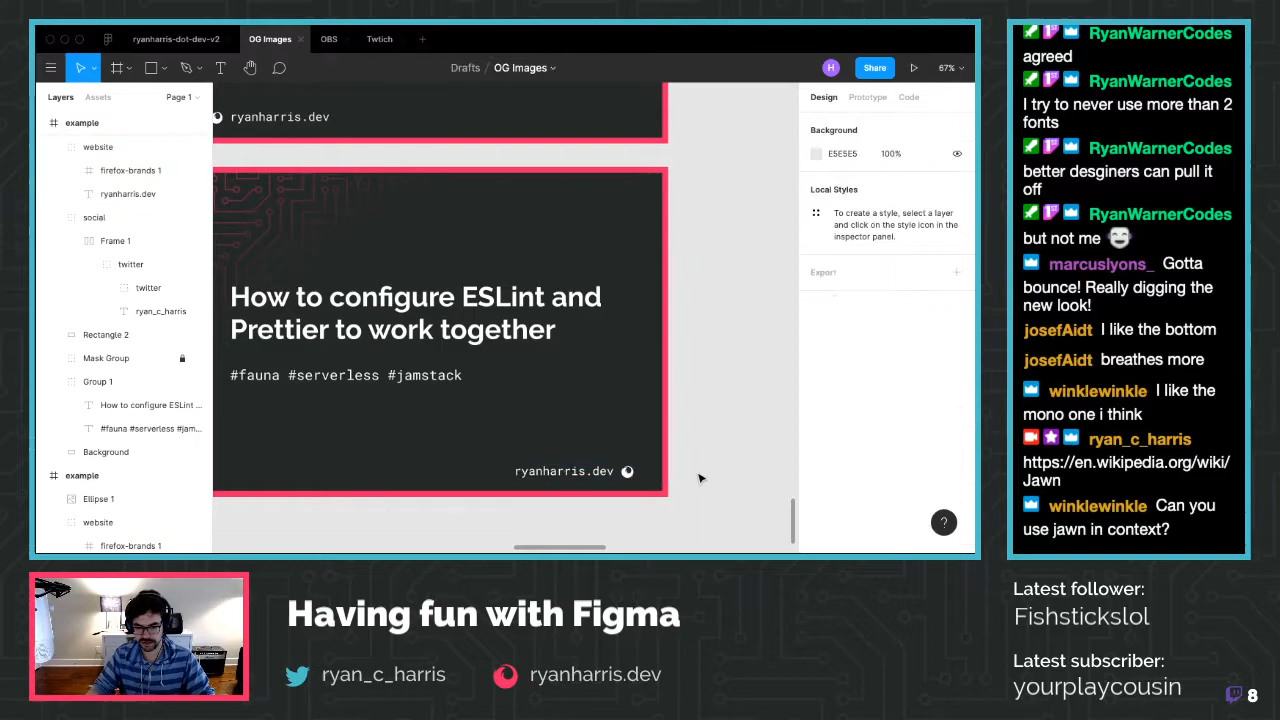 ryanharris-dot-dev-v2
OG Images
OBS
Twtich
Drafts / OG Images
H
Share
67%
Layers
Assets
Page 1
example
website
firefox-brands 1
ryanharris.dev
social
Frame 1
twitter
twitter
ryan_c_harris
Rectangle 2
Mask Group
Group 1
How to configure ESLint ...
#fauna #serverless #jam...
Background
example
Ellipse 1
website
firefox-brands 1
ryanharris.dev
How to configure ESLint and
Prettier to work together
#fauna #serverless #jamstack
ryanharris.dev
Design
Prototype
Code
Background
E5E5E5
100%
Local Styles
To create a style, select a layer
and click on the style icon in the
inspector panel.
Export
?
RyanWarnerCodes
agreed
RyanWarnerCodes
I try to never use more than 2
fonts
RyanWarnerCodes
better desginers can pull it
off
RyanWarnerCodes
but not me
marcuslyons_ Gotta
bounce! Really digging the
new look!
josefAidt I like the bottom
josefAidt breathes more
winklewinkle I like the
mono one i think
ryan_c_harris
https://en.wikipedia.org/wiki/
Jawn
winklewinkle Can you
use jawn in context?
Having fun with Figma
ryan_c_harris
ryanharris.dev
Latest follower:
Fishstickslol
Latest subscriber:
yourplaycousin
8